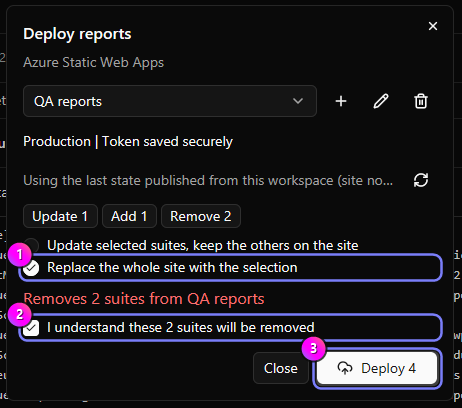 Deploy reports
Azure Static Web Apps
QA reports
Production | Token saved securely
Using the last state published from this workspace (site no...
Update 1 Add 1 Remove 2
Update selected suites, keep the others on the site
1
Replace the whole site with the selection
Removes 2 suites from QA reports
2
I understand these 2 suites will be removed
3
Close Deploy 4